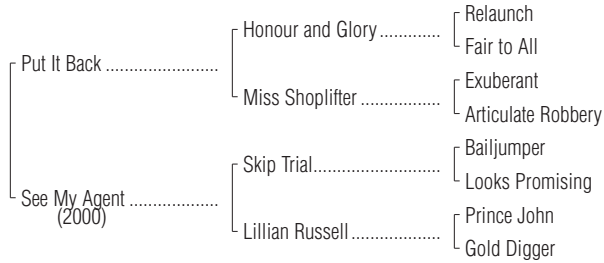 Relaunch
Honour and Glory .............
Fair to All
Put It Back ........................
Exuberant
Miss Shoplifter .................
Articulate Robbery
Bailjumper
Skip Trial...........................
Looks Promising
See My Agent ...................
(2000)
Prince John
Lillian Russell ...................
Gold Digger